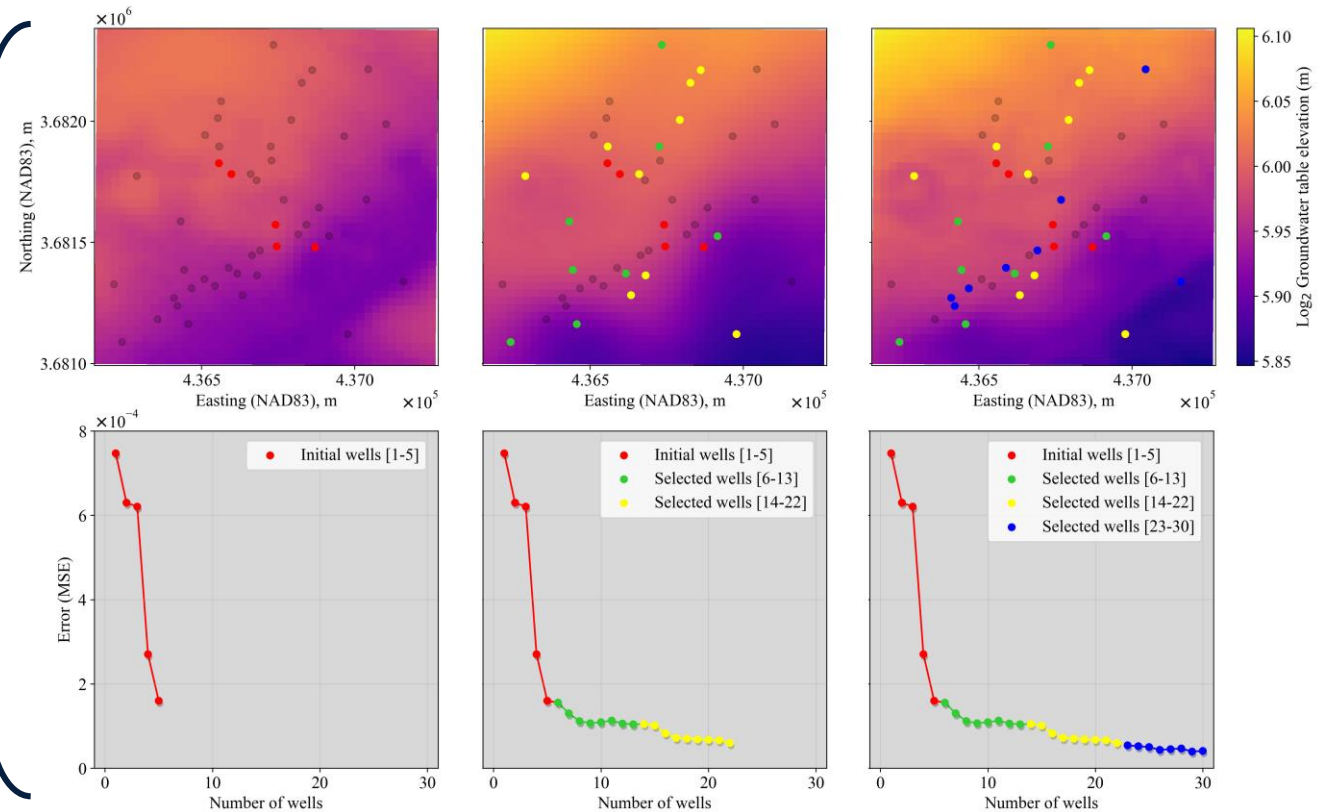 ×10⁶
3.6820
3.6815
3.6810
Northing (NAD83), m
4.365
4.370
Easting (NAD83), m
×10⁵
4.365
4.370
Easting (NAD83), m
×10⁵
4.365
4.370
Easting (NAD83), m
×10⁵
6.10
6.05
6.00
5.95
5.90
5.85
Log₂ Groundwater table elevation (m)
×10⁻⁴
8
6
4
2
0
Error (MSE)
Initial wells [1-5]
0
10
20
30
Number of wells
Initial wells [1-5]
Selected wells [6-13]
Selected wells [14-22]
0
10
20
30
Number of wells
Initial wells [1-5]
Selected wells [6-13]
Selected wells [14-22]
Selected wells [23-30]
0
10
20
30
Number of wells